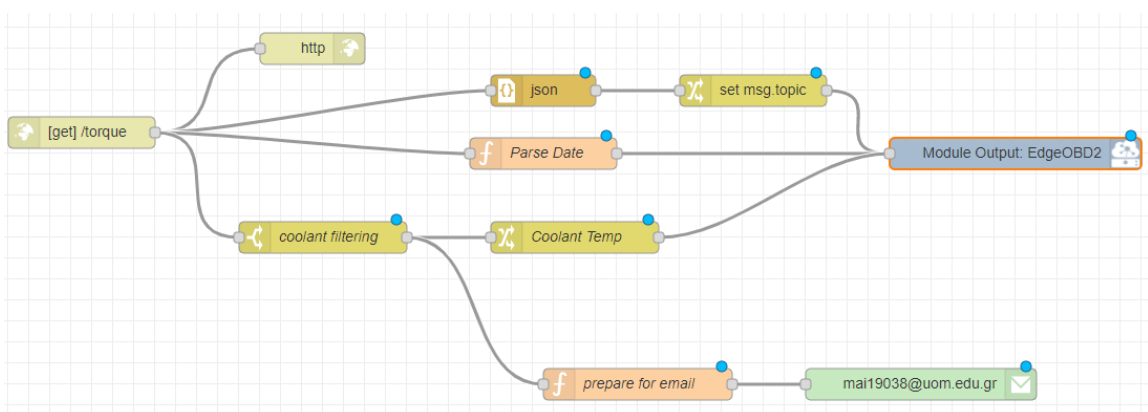 http
json
set msg.topic
[get] /torque
Parse Date
Module Output: EdgeOBD2
coolant filtering
Coolant Temp
prepare for email
mai19038@uom.edu.gr